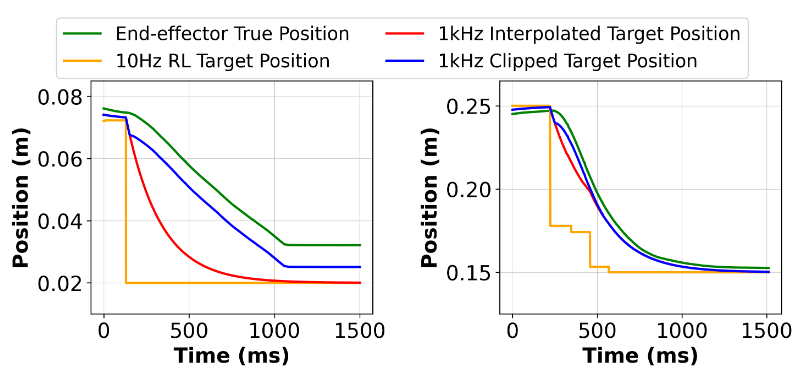 End-effector True Position
1kHz Interpolated Target Position
10Hz RL Target Position
1kHz Clipped Target Position
0.08
0.06
0.04
0.02
Position (m)
0
500
1000
1500
Time (ms)
0.25
0.20
0.15
Position (m)
0
500
1000
1500
Time (ms)